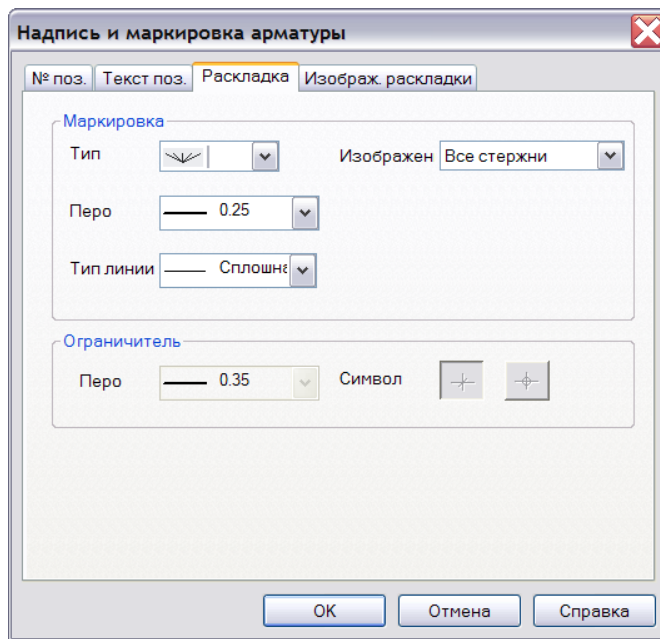 Надпись и маркировка арматуры
№ поз. Текст поз. Раскладка Изображ. раскладки
Маркировка
Тип Изображен Все стержни
Перо 0.25
Тип линии Сплошна
Ограничитель
Перо 0.35 Символ
OK Отмена Справка